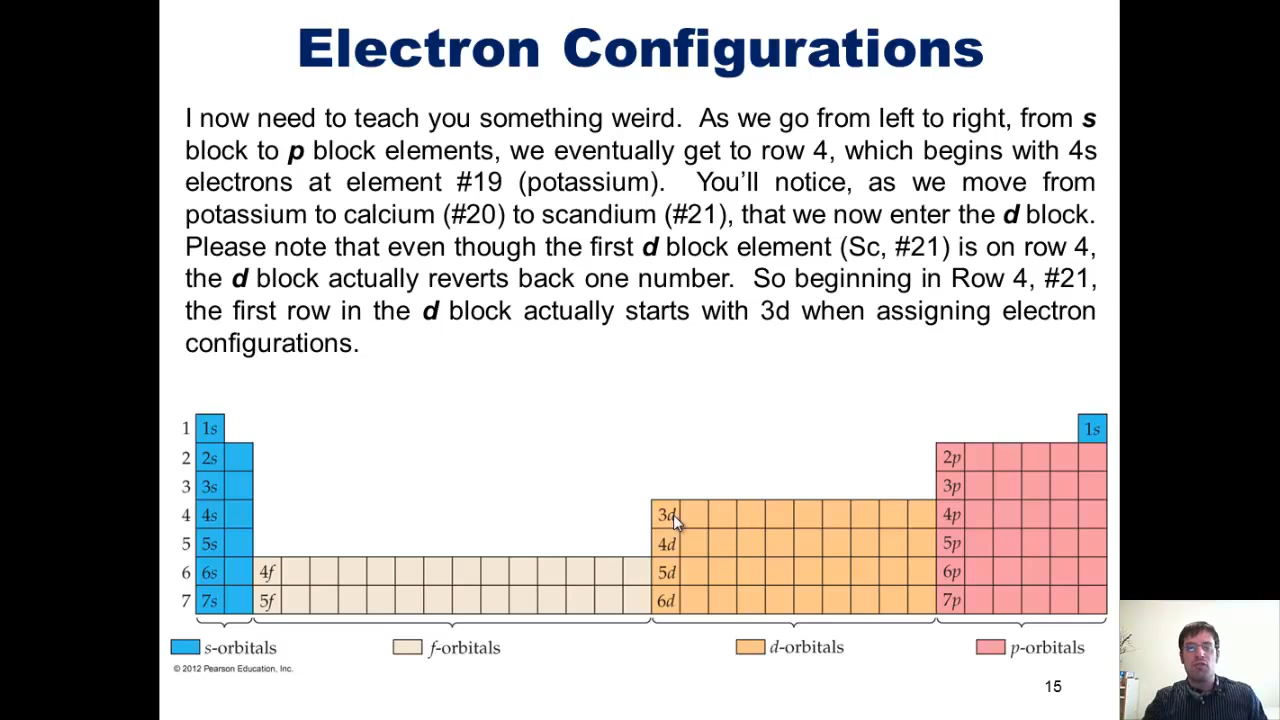 Electron Configurations
I now need to teach you something weird.  As we go from left to right, from s
block to p block elements, we eventually get to row 4, which begins with 4s
electrons at element #19 (potassium).  You’ll notice, as we move from
potassium to calcium (#20) to scandium (#21), that we now enter the d block.
Please note that even though the first d block element (Sc, #21) is on row 4,
the d block actually reverts back one number.  So beginning in Row 4, #21,
the first row in the d block actually starts with 3d when assigning electron
configurations.
1 1s 1s
2 2s 2p
3 3s 3p
4 4s 3d 4p
5 5s 4d 5p
6 6s 4f 5d 6p
7 7s 5f 6d 7p
s-orbitals f-orbitals d-orbitals p-orbitals
© 2012 Pearson Education, Inc.
15